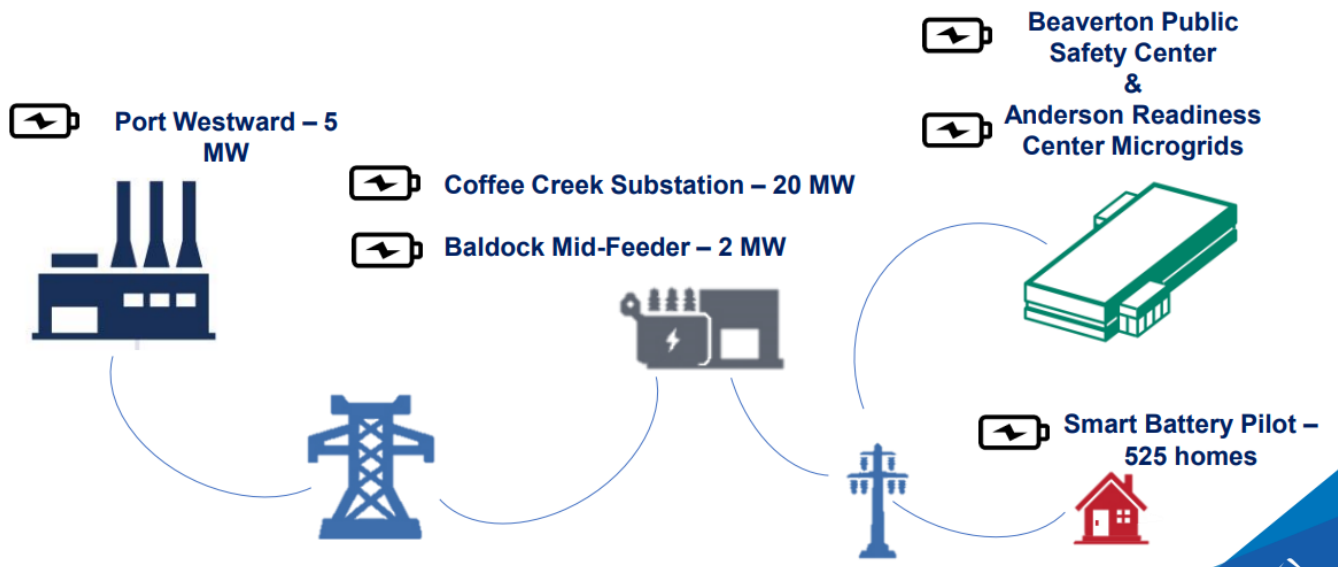 Port Westward – 5
MW
Coffee Creek Substation – 20 MW
Baldock Mid-Feeder – 2 MW
Beaverton Public
Safety Center
&
Anderson Readiness
Center Microgrids
Smart Battery Pilot –
525 homes